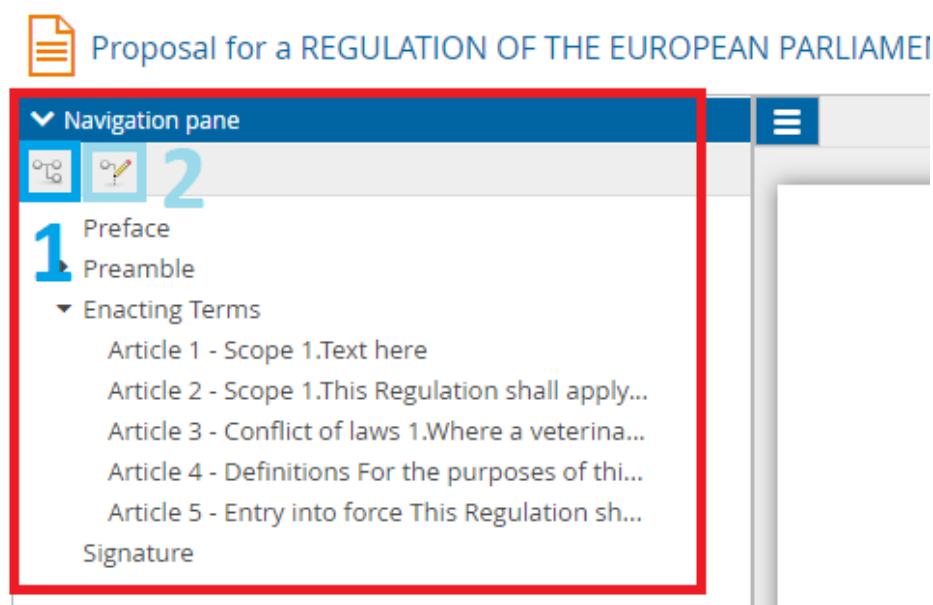 Proposal for a REGULATION OF THE EUROPEAN
Navigation pane
2
1
Preface
Preamble
Enacting Terms
Article 1 - Scope 1.Text here
Article 2 - Scope 1.This Regulation shall apply...
Article 3 - Conflict of laws 1.Where a veterina...
Article 4 - Definitions For the purposes of thi...
Article 5 - Entry into force This Regulation sh...
Signature